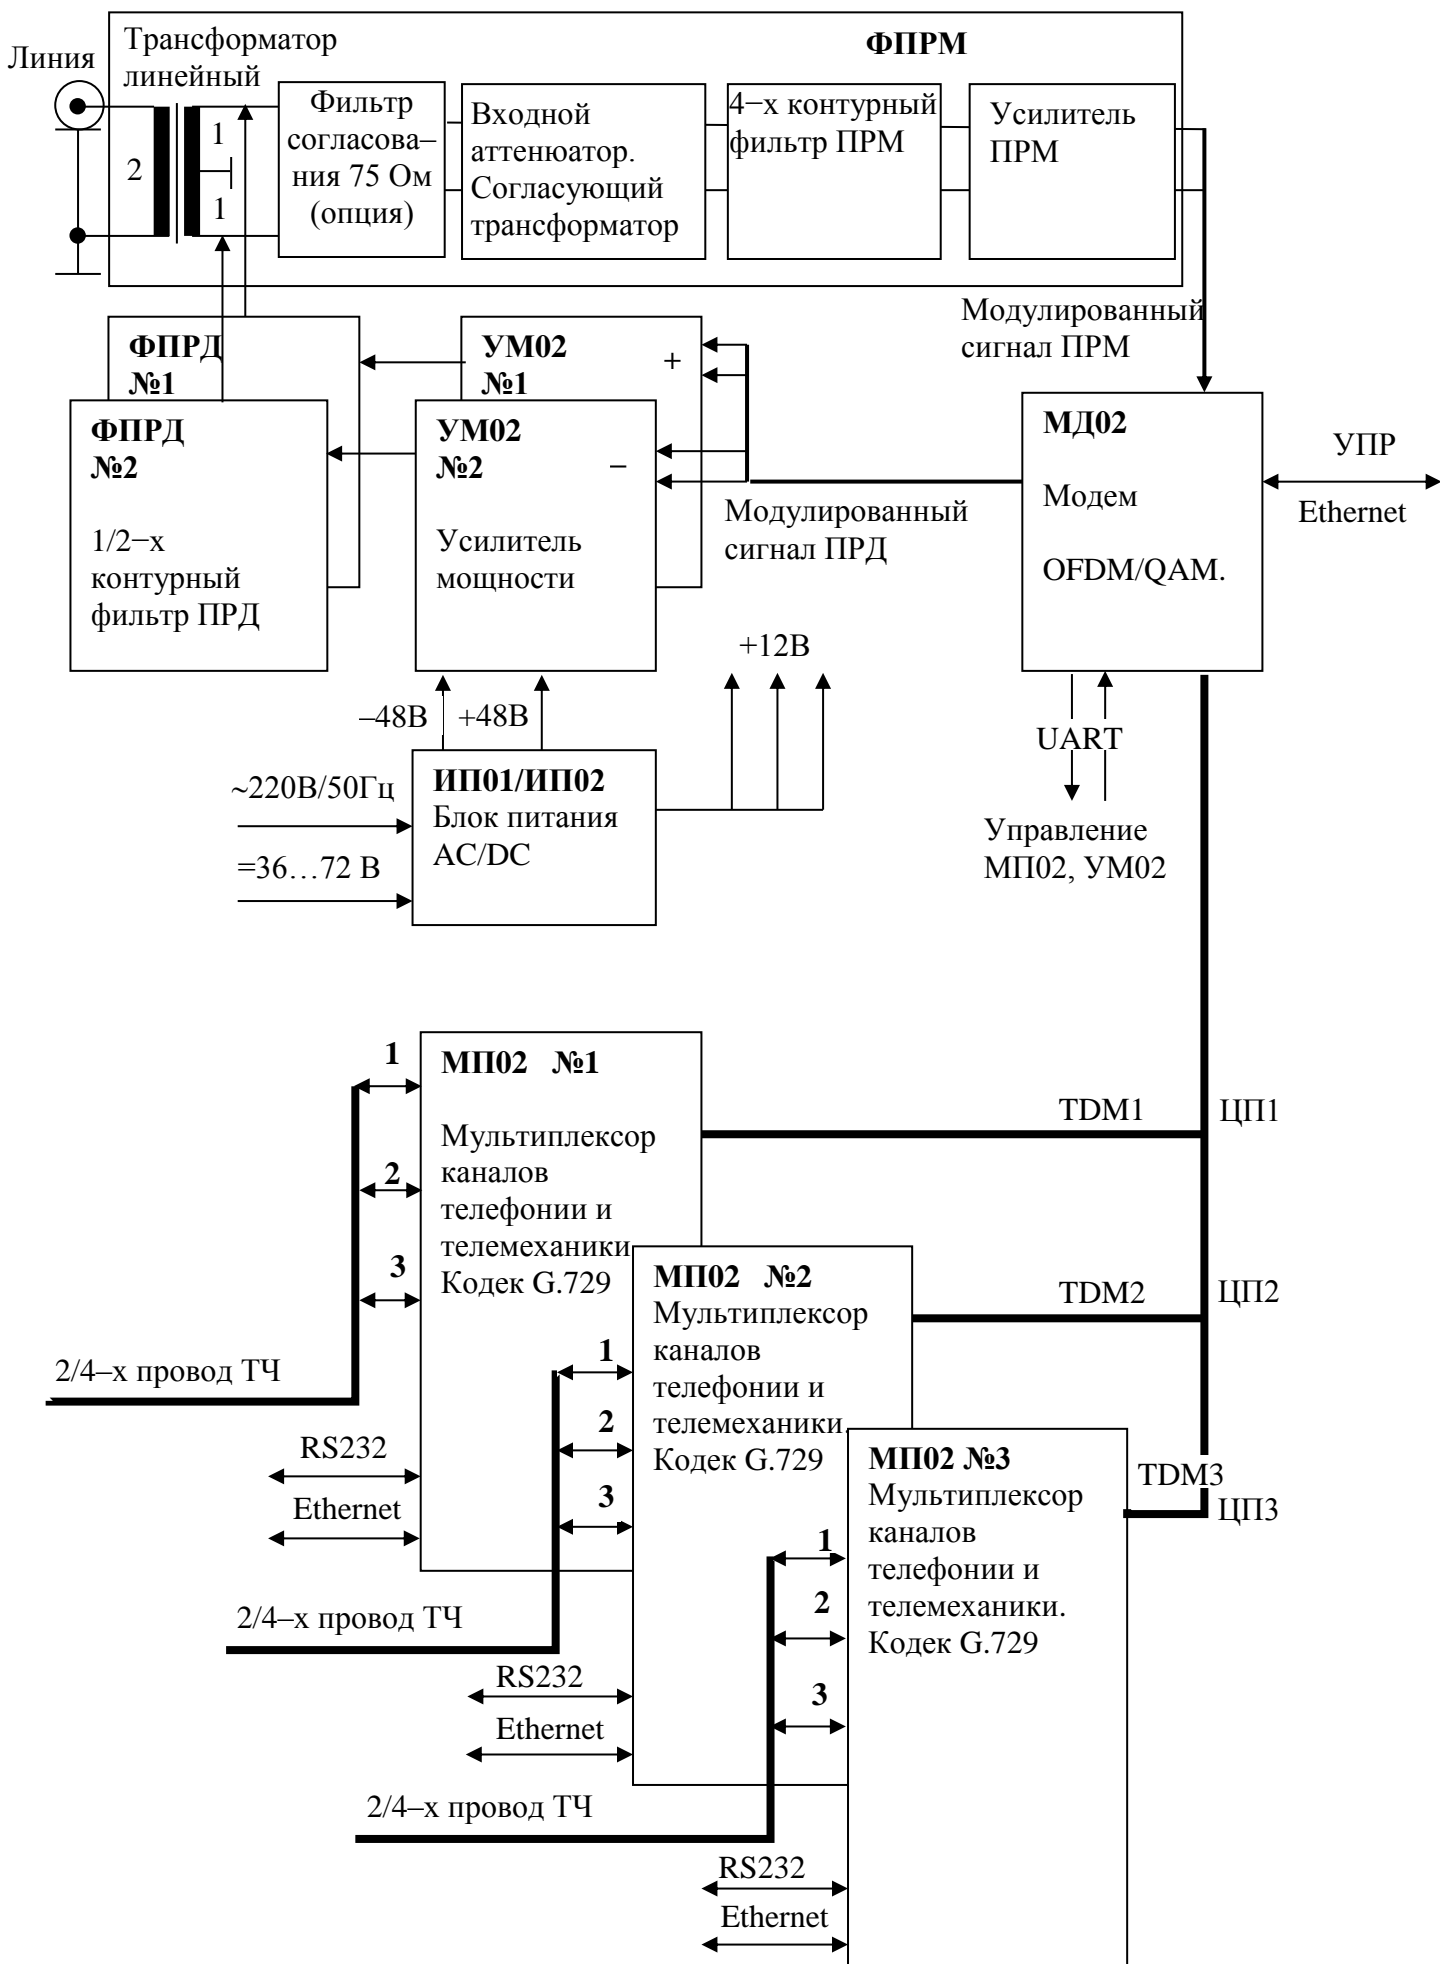 Линия
Трансформатор
линейный
ФПРМ
2
1
1
Фильтр
согласова–
ния 75 Ом
(опция)
Входной
аттенюатор.
Согласующий
трансформатор
4–х контурный
фильтр ПРМ
Усилитель
ПРМ
Модулированный
сигнал ПРМ
ФПРД
№1
ФПРД
№2
1/2–х
контурный
фильтр ПРД
УМ02
№1
+
УМ02
№2
–
Усилитель
мощности
Модулированный
сигнал ПРД
МД02
Модем
OFDM/QAM.
УПР
Ethernet
+12В
–48В
+48В
UART
Управление
МП02, УМ02
~220В/50Гц
=36…72 В
ИП01/ИП02
Блок питания
AC/DC
1
2
3
МП02 №1
Мультиплексор
каналов
телефонии и
телемеханики
Кодек G.729
TDM1
ЦП1
2/4–х провод ТЧ
RS232
Ethernet
1
2
3
МП02 №2
Мультиплексор
каналов
телефонии и
телемеханики.
Кодек G.729
TDM2
ЦП2
2/4–х провод ТЧ
RS232
Ethernet
1
2
3
МП02 №3
Мультиплексор
каналов
телефонии и
телемеханики.
Кодек G.729
TDM3
ЦП3
2/4–х провод ТЧ
RS232
Ethernet